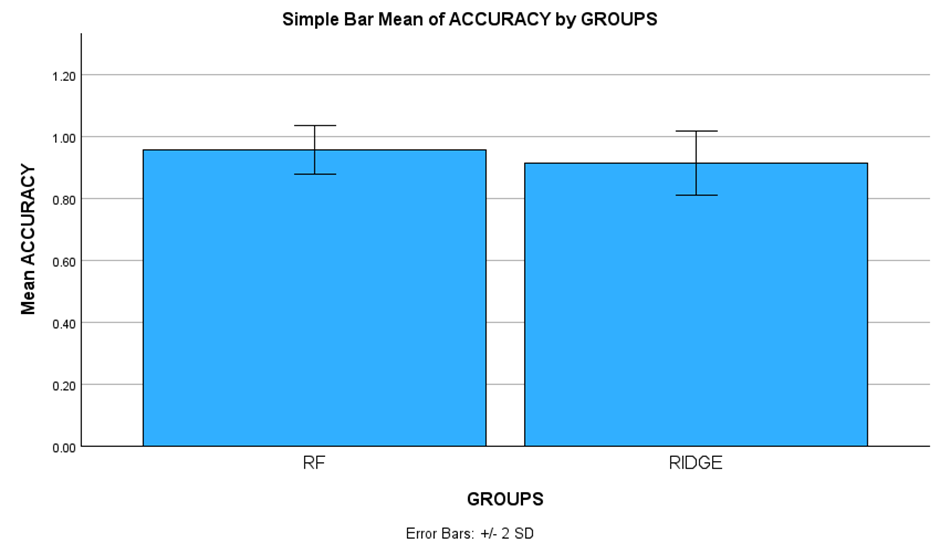 Simple Bar Mean of ACCURACY by GROUPS
Mean ACCURACY
1.20
1.00
0.80
0.60
0.40
0.20
0.00
RF RIDGE
GROUPS
Error Bars: +/- 2 SD